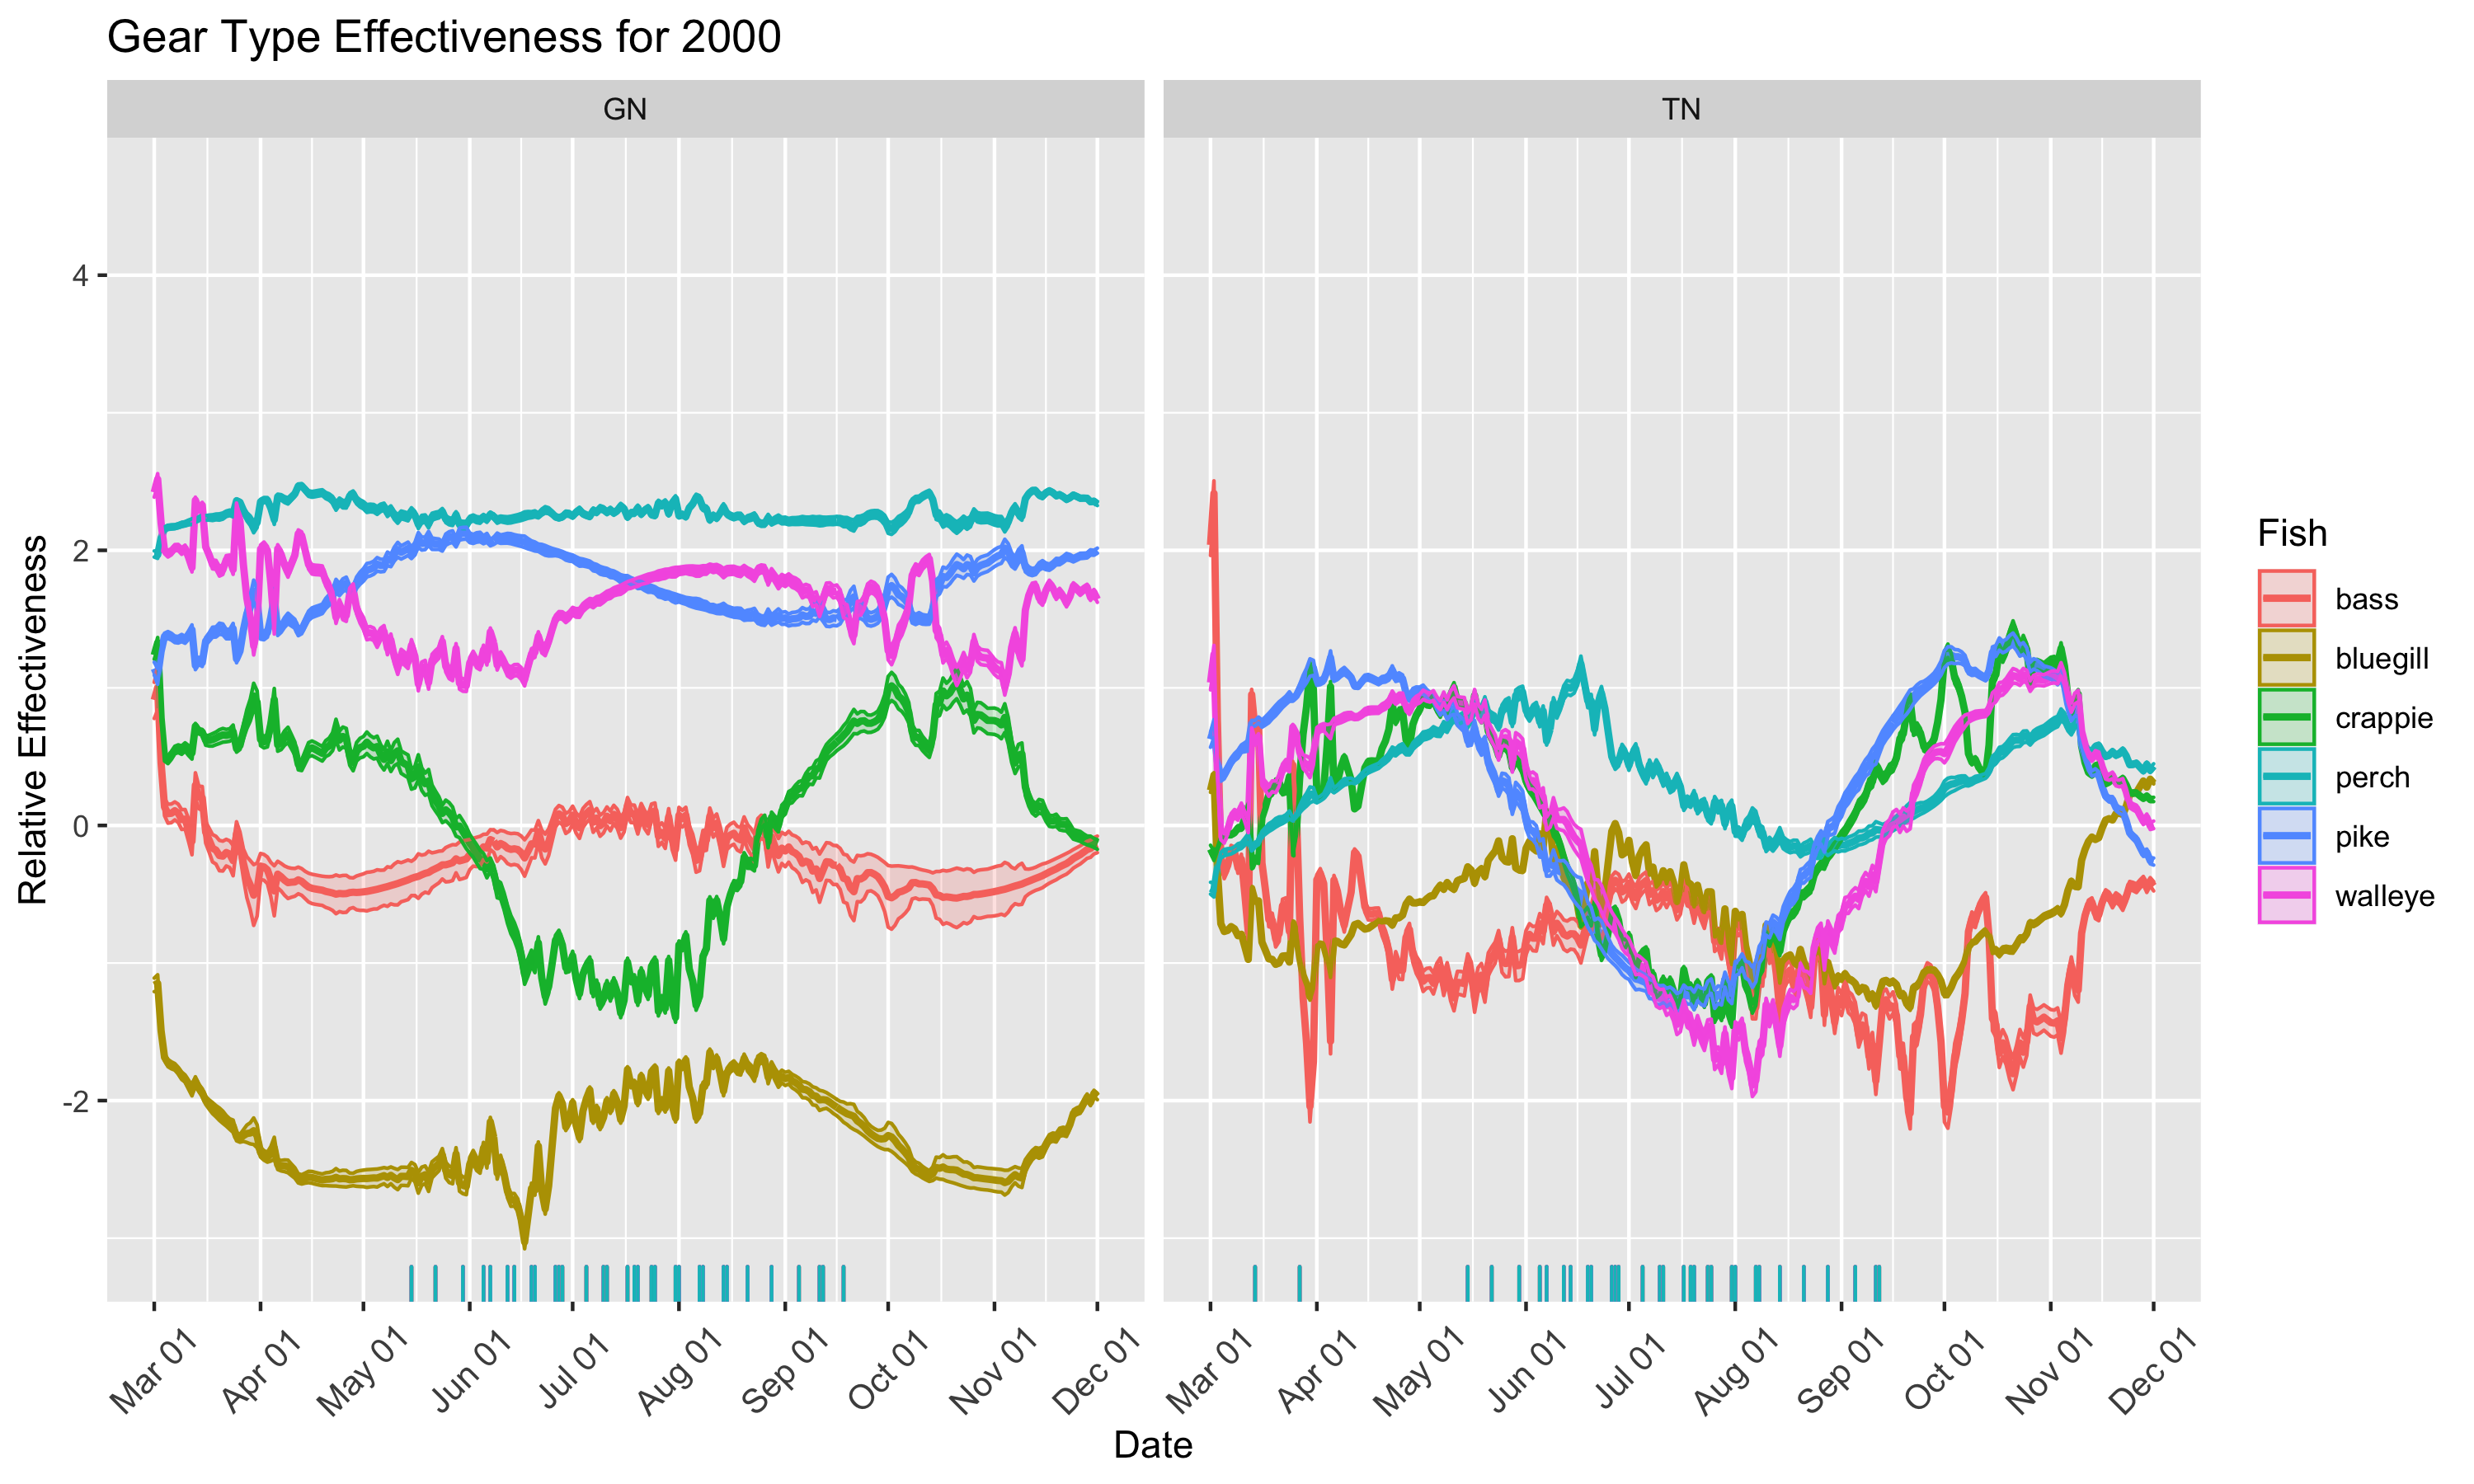 Gear Type Effectiveness for 2000
GN
TN
4
2
0
-2
Relative Effectiveness
Mar 01
Apr 01
May 01
Jun 01
Jul 01
Aug 01
Sep 01
Oct 01
Nov 01
Dec 01
Mar 01
Apr 01
May 01
Jun 01
Jul 01
Aug 01
Sep 01
Oct 01
Nov 01
Dec 01
Date
Fish
bass
bluegill
crappie
perch
pike
walleye